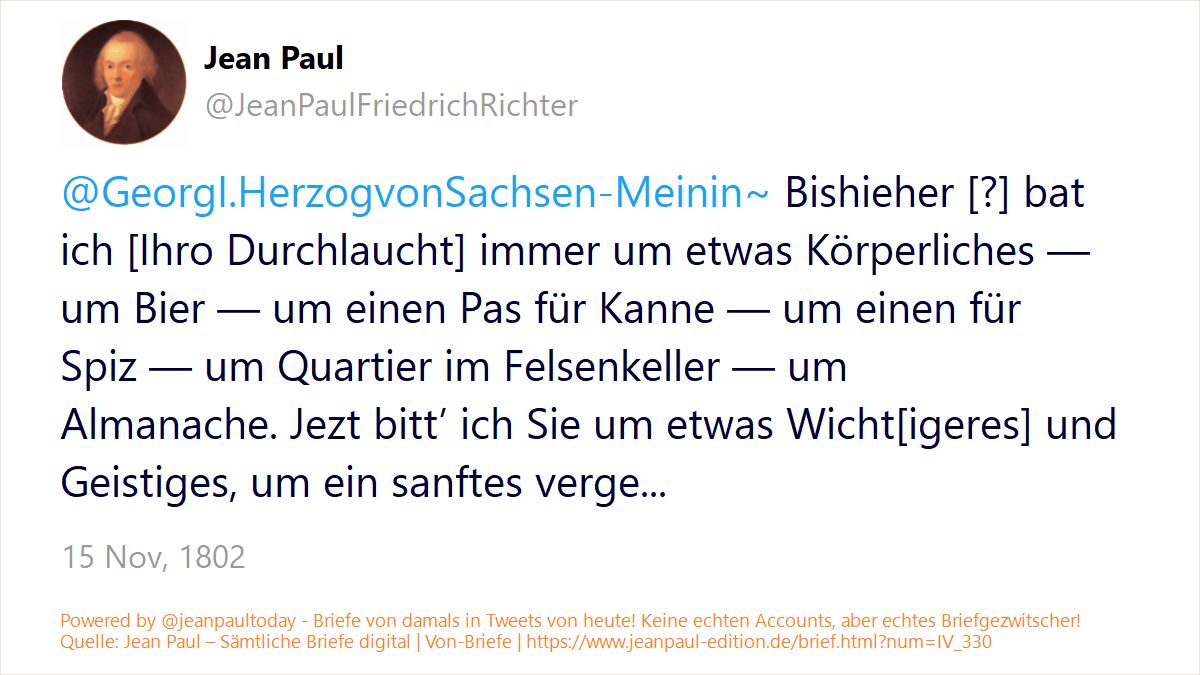 Jean Paul
@JeanPaulFriedrichRichter
@GeorgI.HerzogvonSachsen-Meinin~ Bishieher [?] bat
ich [Ihro Durchlaucht] immer um etwas Körperliches —
um Bier — um einen Pas für Kanne — um einen für
Spiz — um Quartier im Felsenkeller — um
Almanache. Jezt bitt’ ich Sie um etwas Wicht[igeres] und
Geistiges, um ein sanftes verge...
15 Nov, 1802
Powered by @jeanpaultoday - Briefe von damals in Tweets von heute! Keine echten Accounts, aber echtes Briefgezwitscher!
Quelle: Jean Paul – Sämtliche Briefe digital | Von-Briefe | https://www.jeanpaul-edition.de/brief.html?num=IV_330